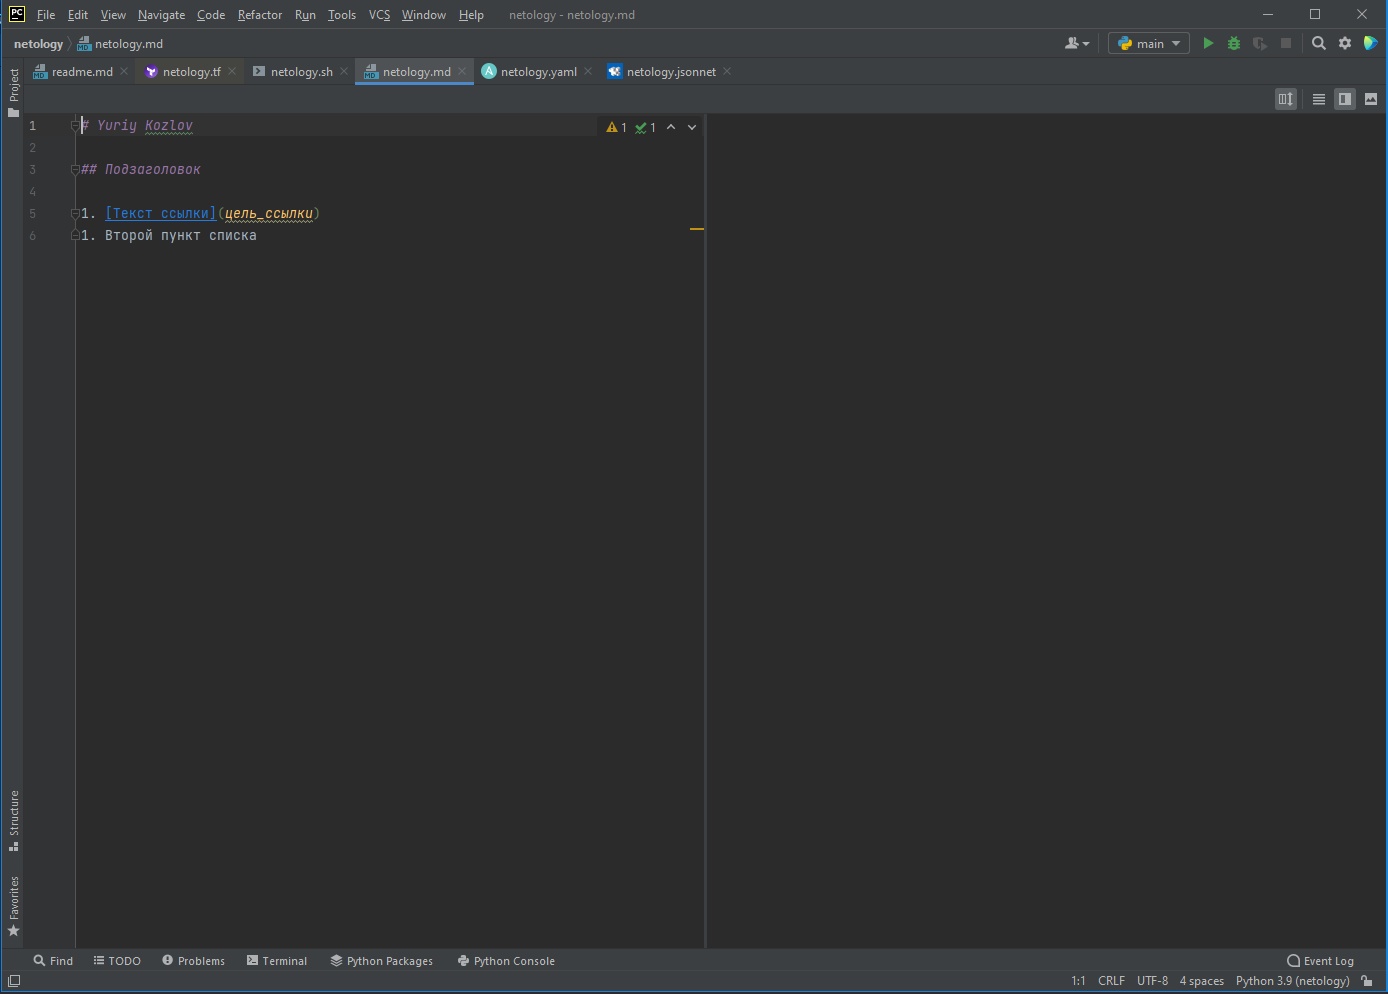 PC File Edit View Navigate Code Refactor Run Tools VCS Window Help netology - netology.md
netology netology.md main
readme.md netology.tf netology.sh netology.md netology.yaml netology.jsonnet
Project
1 # Yuriy Kozlov 1 1
2
3 ## Подзаголовок
4
5 1. [Текст ссылки](цель_ссылки)
6 1. Второй пункт списка
Structure
Favorites
Find TODO Problems Terminal Python Packages Python Console Event Log
1:1 CRLF UTF-8 4 spaces Python 3.9 (netology)